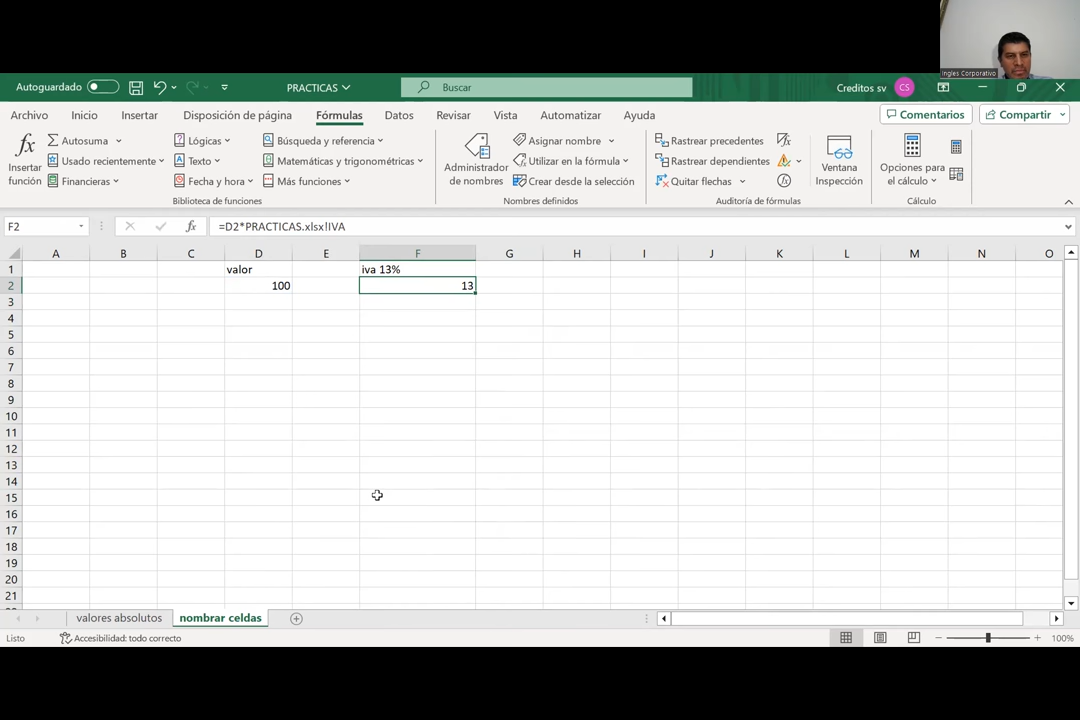 Ingles Corporativo
Autoguardado
PRACTICAS
Buscar
Creditos sv
CS
Archivo
Inicio
Insertar
Disposición de página
Fórmulas
Datos
Revisar
Vista
Automatizar
Ayuda
Comentarios
Compartir
fx
Insertar
función
Autosuma
Usado recientemente
Financieras
Lógicas
Texto
Fecha y hora
Búsqueda y referencia
Matemáticas y trigonométricas
Más funciones
Biblioteca de funciones
Administrador
de nombres
Asignar nombre
Utilizar en la fórmula
Crear desde la selección
Nombres definidos
Rastrear precedentes
Rastrear dependientes
Quitar flechas
Auditoría de fórmulas
Ventana
Inspección
Opciones para
el cálculo
Cálculo
F2
fx
=D2*PRACTICAS.xlsx!IVA
A B C D E F G H I J K L M N O
1 valor iva 13%
2 100 13
3
4
5
6
7
8
9
10
11
12
13
14
15
16
17
18
19
20
21
valores absolutos
nombrar celdas
Listo
Accesibilidad: todo correcto
100%